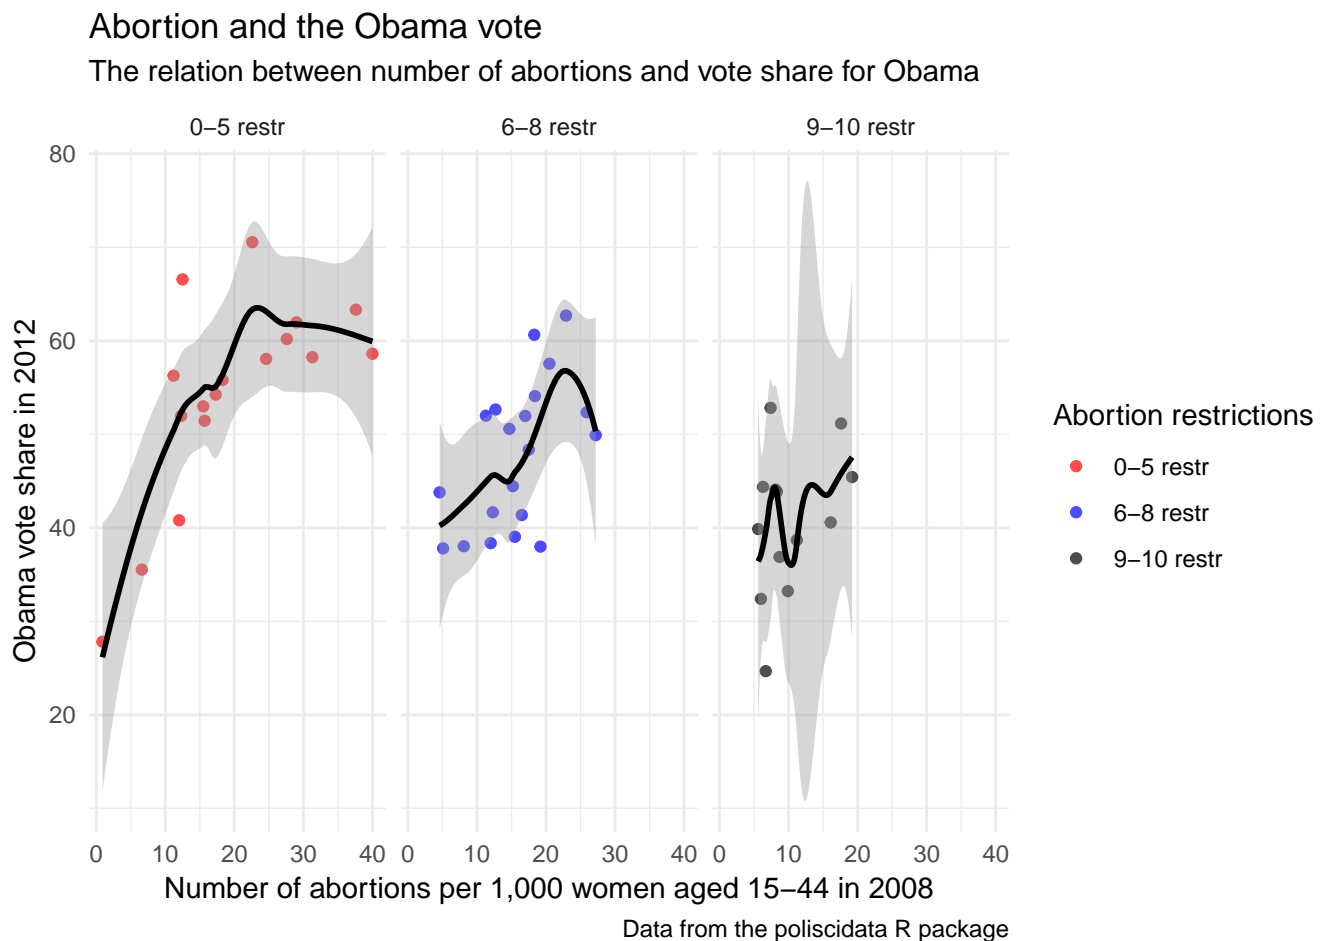 Abortion and the Obama vote
The relation between number of abortions and vote share for Obama
0−5 restr 6−8 restr 9−10 restr
80
60
40
20
Obama vote share in 2012
0 10 20 30 40 0 10 20 30 40 0 10 20 30 40
Number of abortions per 1,000 women aged 15−44 in 2008
Data from the poliscidata R package
Abortion restrictions
0−5 restr
6−8 restr
9−10 restr